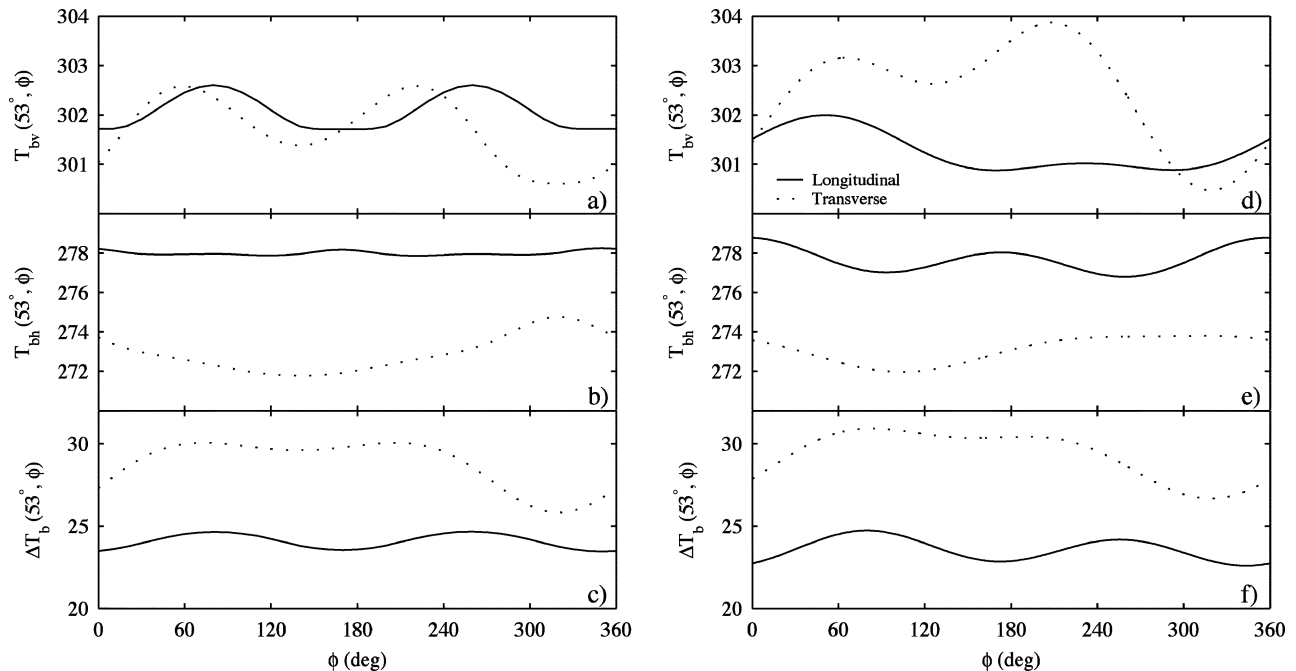 304
303
302
301
T_bv (53°, ϕ)
a)
278
276
274
272
T_bh (53°, ϕ)
b)
30
25
20
ΔT_b (53°, ϕ)
c)
0 60 120 180 240 300 360
ϕ (deg)
304
303
302
301
T_bv (53°, ϕ)
Longitudinal
Transverse
d)
278
276
274
272
T_bh (53°, ϕ)
e)
30
25
20
ΔT_b (53°, ϕ)
f)
0 60 120 180 240 300 360
ϕ (deg)